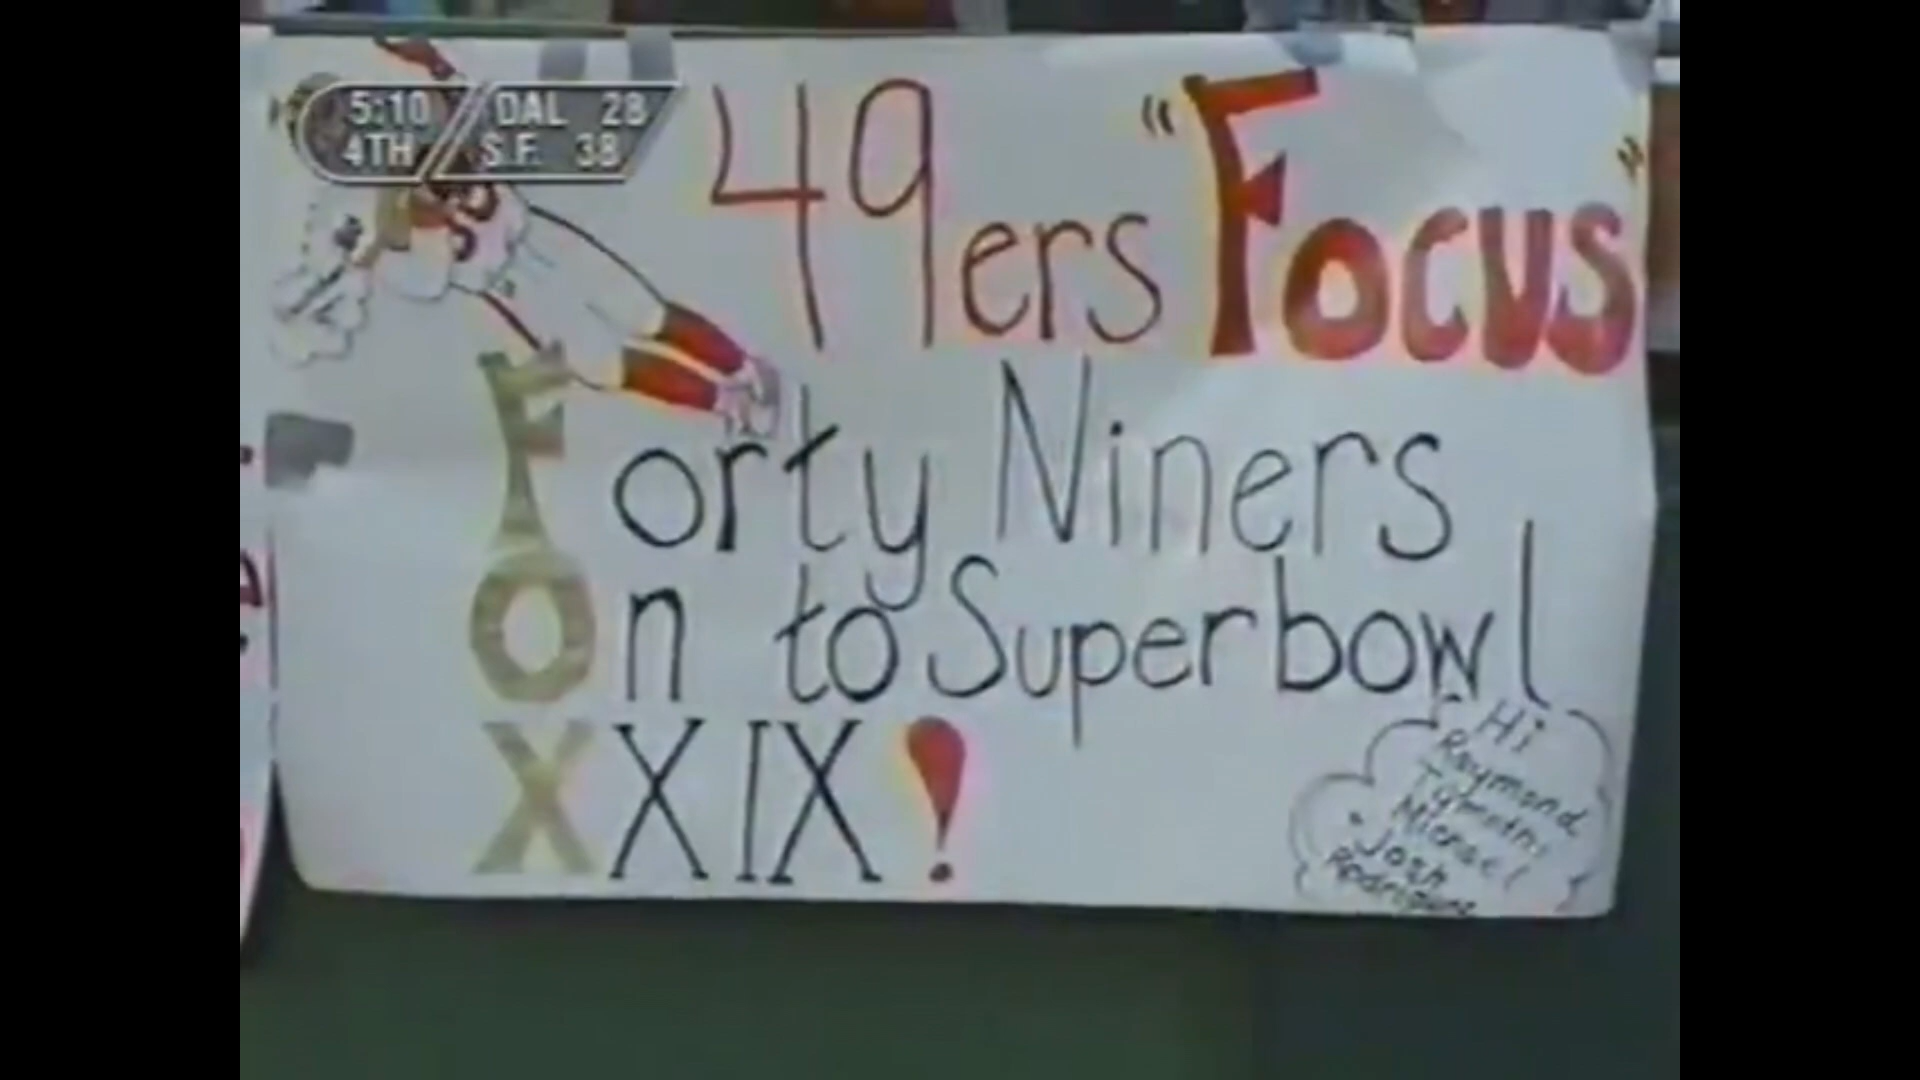 5:10 DAL 28
4TH S.F. 38
49ers "Focus"
Forty Niners
On to Superbowl
XXIX!
Hi
Raymond
Michael
Josh